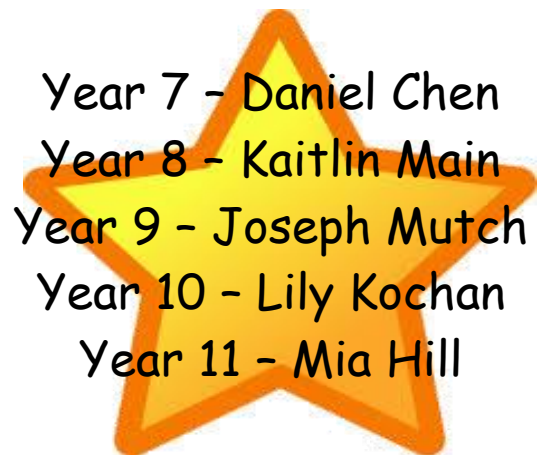 Year 7 – Daniel Chen
Year 8 – Kaitlin Main
Year 9 – Joseph Mutch
Year 10 – Lily Kochan
Year 11 – Mia Hill